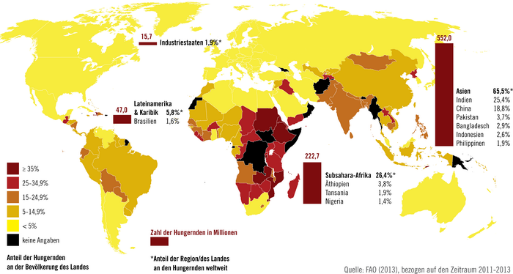 15,7
Industriestaaten 1,9%*
552,0
47,0
Lateinamerika
& Karibik 5,8%*
Brasilien 1,6%
Asien 65,5%*
Indien 25,4%
China 18,8%
Pakistan 3,7%
Bangladesch 2,9%
Indonesien 2,6%
Philippinen 1,9%
222,7
Subsahara-Afrika 26,4%*
Äthiopien 3,8%
Tansania 1,9%
Nigeria 1,4%
≥ 35%
25-34,9%
15-24,9%
5-14,9%
< 5%
keine Angaben
Anteil der Hungernden
an der Bevölkerung des Landes
Zahl der Hungernden in Millionen
*Anteil der Region/des Landes
an den Hungernden weltweit
Quelle: FAO (2013), bezogen auf den Zeitraum 2011-2013